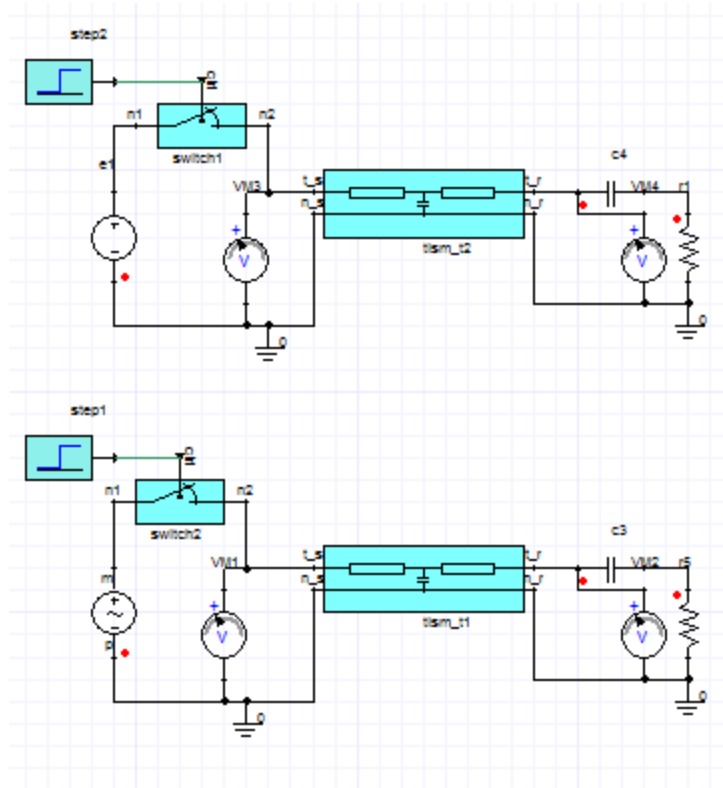 step2
n1
n2
switch1
e1
c4
VM3
t_s
t_r
VM4
r1
n_s
n_r
+
V
+
V
tlsm_t2
0
0
step1
n1
n2
switch2
c3
m
VM1
t_s
t_r
VM2
r5
n_s
n_r
+
V
+
V
tlsm_t1
p
0
0